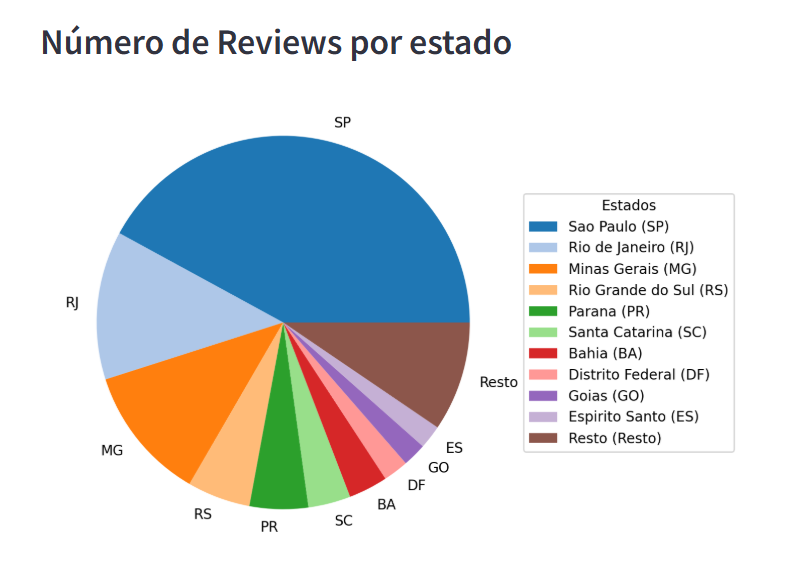 Número de Reviews por estado
SP
RJ
MG
RS
PR
SC
BA
DF
GO
ES
Resto
Estados
Sao Paulo (SP)
Rio de Janeiro (RJ)
Minas Gerais (MG)
Rio Grande do Sul (RS)
Parana (PR)
Santa Catarina (SC)
Bahia (BA)
Distrito Federal (DF)
Goias (GO)
Espirito Santo (ES)
Resto (Resto)